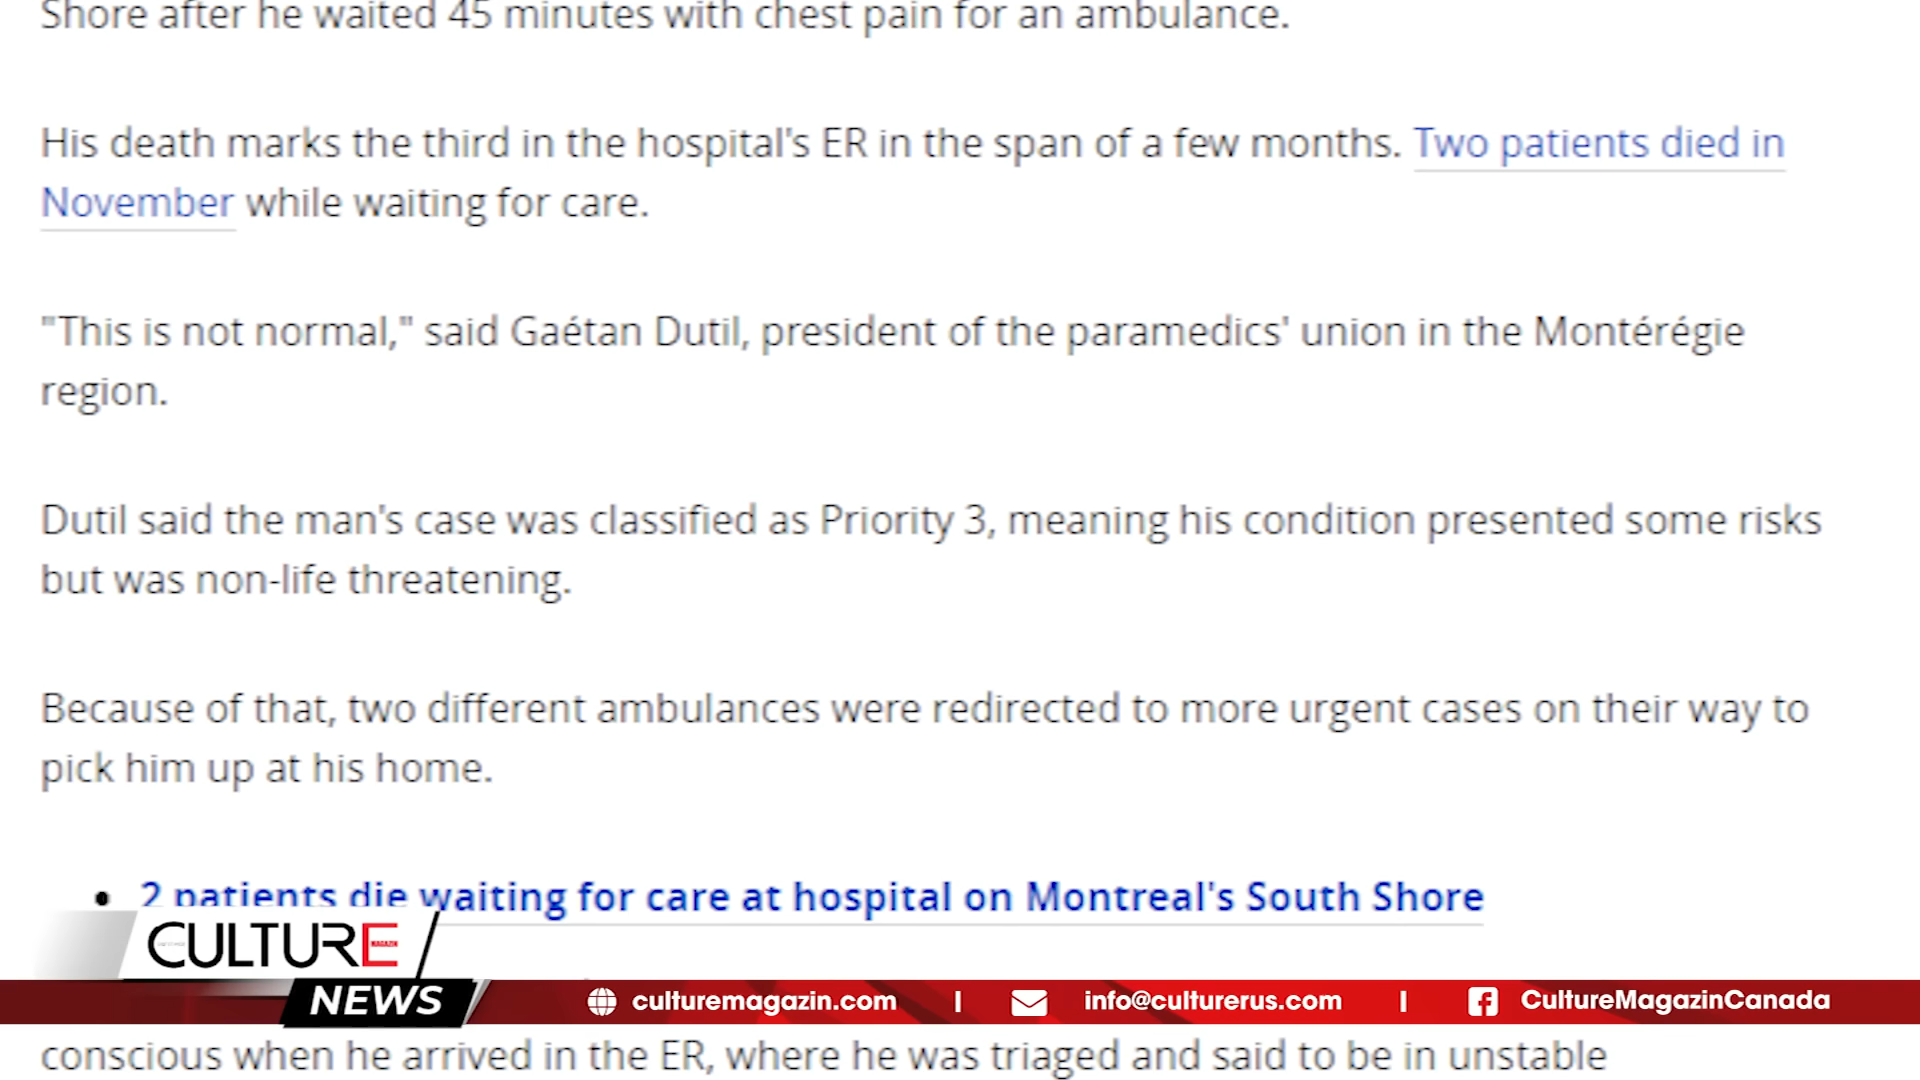 Shore after he waited 45 minutes with chest pain for an ambulance.
His death marks the third in the hospital's ER in the span of a few months. Two patients died in
November while waiting for care.
"This is not normal," said Gaétan Dutil, president of the paramedics' union in the Montérégie
region.
Dutil said the man's case was classified as Priority 3, meaning his condition presented some risks
but was non-life threatening.
Because of that, two different ambulances were redirected to more urgent cases on their way to
pick him up at his home.
• 2 patients die waiting for care at hospital on Montreal's South Shore
CULTURE
MAGAZIN
NEWS
culturemagazin.com | info@culturerus.com | CultureMagazinCanada
conscious when he arrived in the ER, where he was triaged and said to be in unstable